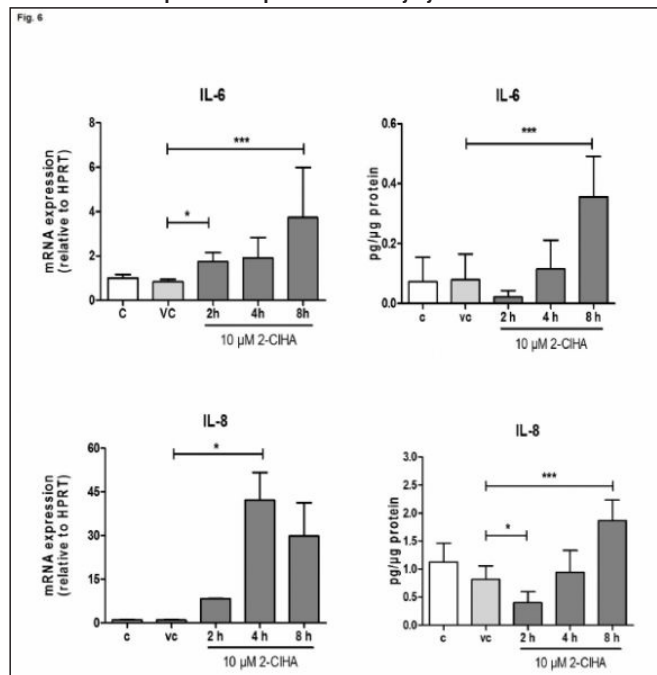 Fig. 6
IL-6
mRNA expression
(relative to HPRT)
8
6
4
2
0
***
*
C
VC
2h
4h
8h
10 µM 2-ClHA
IL-6
pg/µg protein
0.6
0.4
0.2
0.0
***
c
vc
2 h
4 h
8 h
10 µM 2-ClHA
IL-8
mRNA expression
(relative to HPRT)
60
45
30
15
0
*
c
vc
2 h
4 h
8 h
10 µM 2-ClHA
IL-8
pg/µg protein
3.0
2.5
2.0
1.5
1.0
0.5
0.0
***
*
c
vc
2 h
4 h
8 h
10 µM 2-ClHA